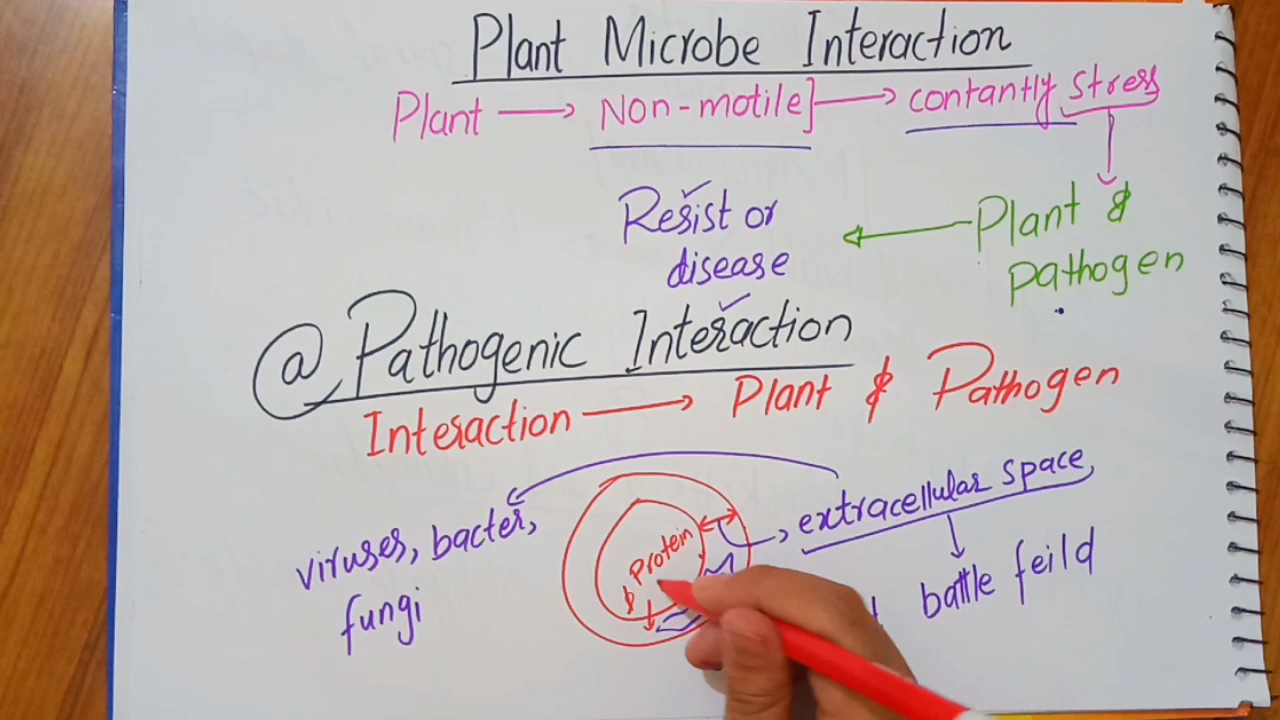 Plant Microbe Interaction
Plant → Non-motile] → contantly stress
Plant &
pathogen
Resist or
disease
@ Pathogenic Interaction
Interaction → Plant & Pathogen
extracellular space
viruses, bacter,
fungi
Protein
&
battle feild